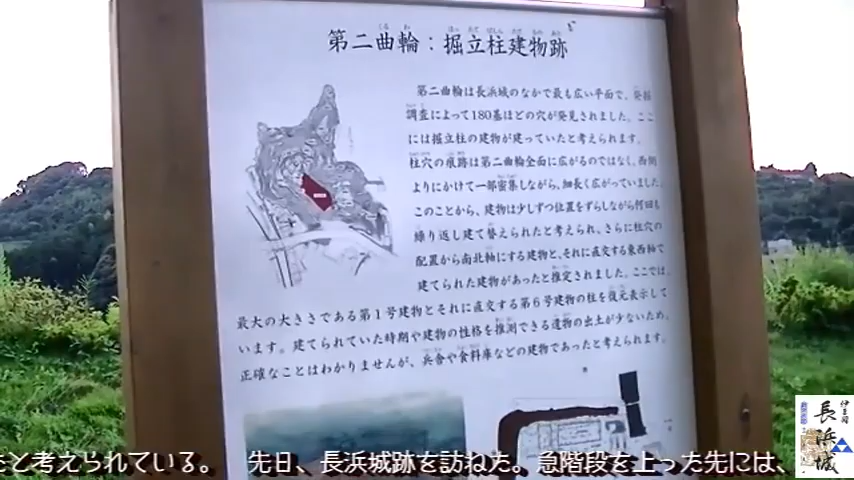 第二曲輪：掘立柱建物跡
第二曲輪は長浜城のなかで最も広い平面で、発掘
調査によって180基ほどの穴が発見されました。ここ
には掘立柱の建物が建っていたと考えられます。
柱穴の痕跡は第二曲輪全面に広がるのではなく、西側
よりにかけて一部密集しながら、細長く広がっていました。
このことから、建物は少しずつ位置をずらしながら何回も
繰り返し建て替えられたと考えられ、さらに柱穴の
配置から南北軸にする建物と、それに直交する東西軸で
建てられた建物があったと推定されました。ここでは、
最大の大きさである第1号建物とそれに直交する第6号建物の柱を復元表示して
います。建てられていた時期や建物の性格を推測できる遺物の出土が少ないため、
正確なことはわかりませんが、兵舎や食料庫などの建物であったと考えられます。
たと考えられている。　先日、長浜城跡を訪ねた。急階段を上った先には、
伊豆国
長浜城